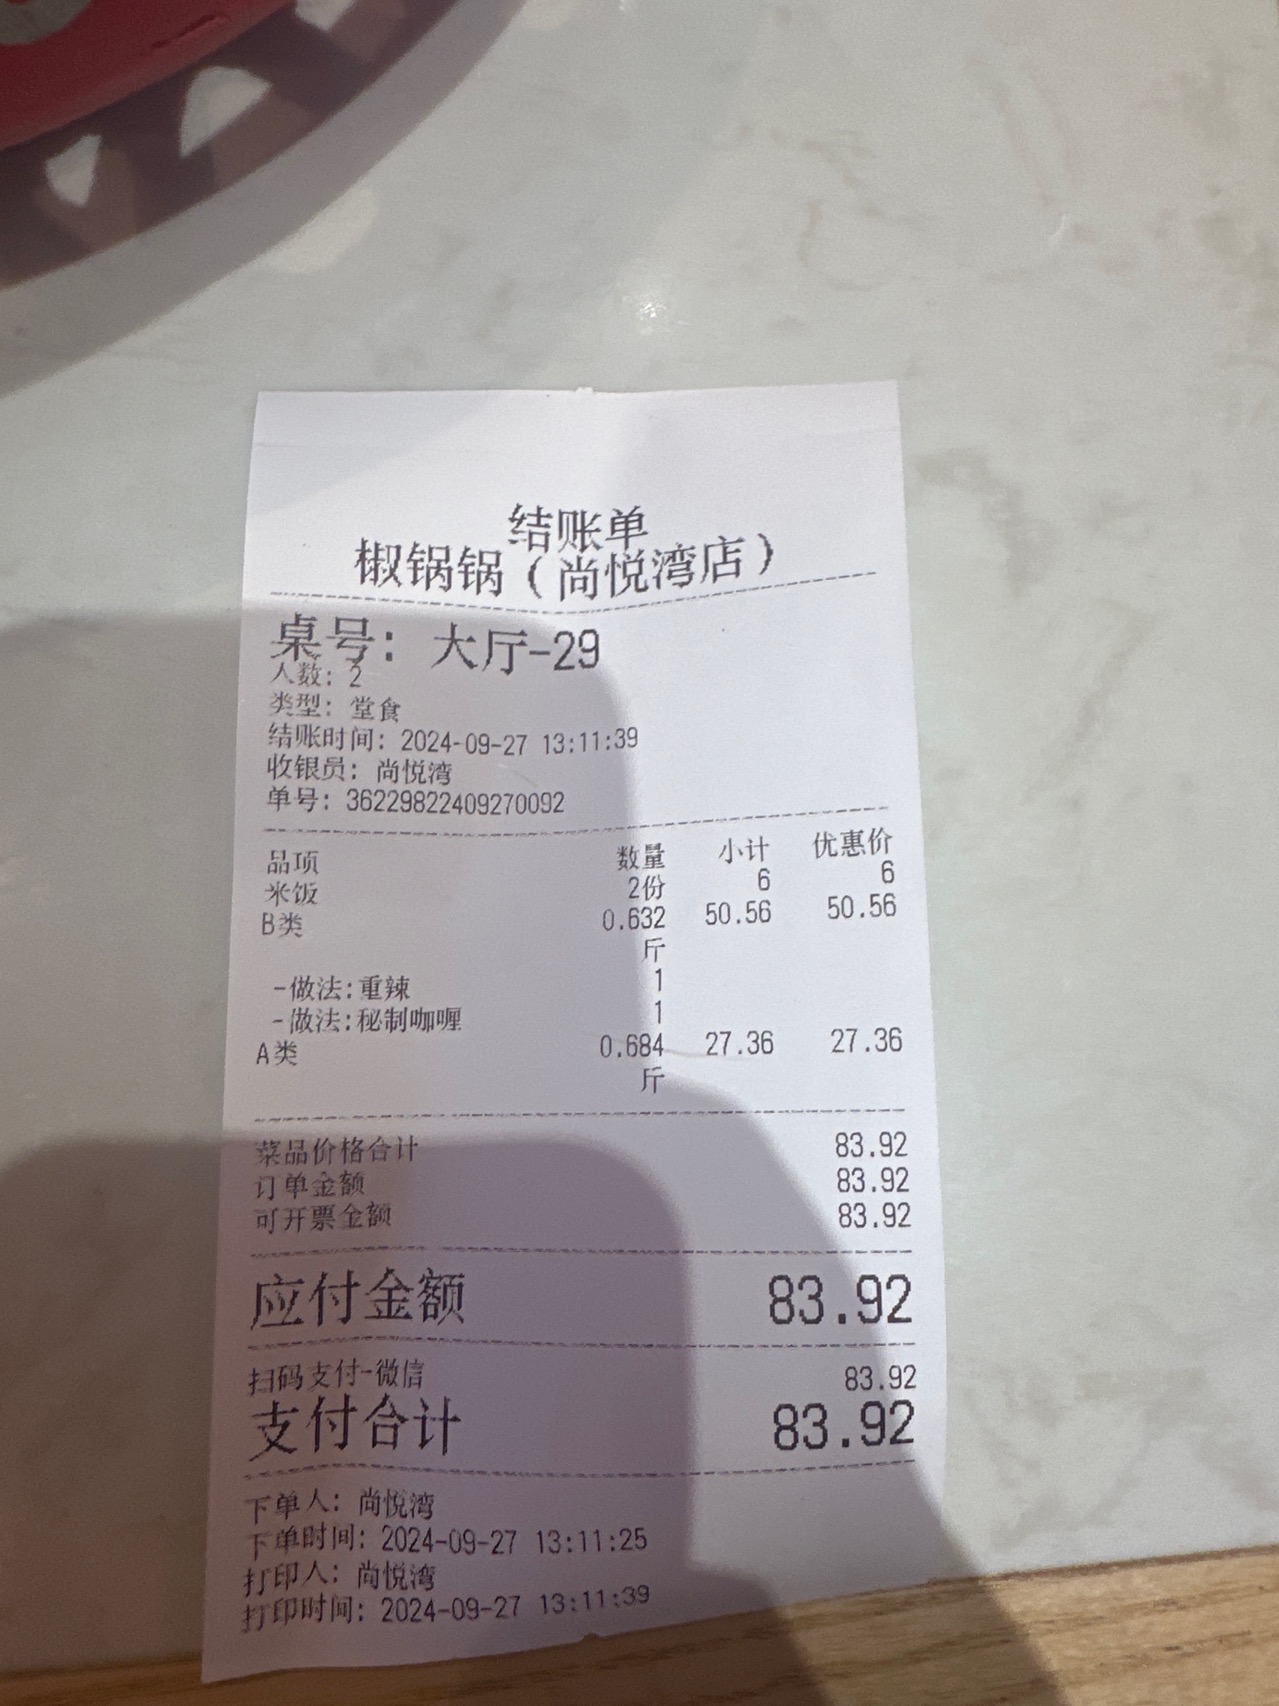 结账单
椒锅锅（尚悦湾店）
桌号：大厅-29
人数：2
类型：堂食
结账时间：2024-09-27 13:11:39
收银员：尚悦湾
单号：36229822409270092
品项 数量 小计 优惠价
米饭 2份 6 6
B类 0.632 50.56 50.56
斤
-做法:重辣 1
-做法:秘制咖喱 1
A类 0.684 27.36 27.36
斤
菜品价格合计 83.92
订单金额 83.92
可开票金额 83.92
应付金额 83.92
扫码支付-微信 83.92
支付合计 83.92
下单人：尚悦湾
下单时间：2024-09-27 13:11:25
打印人：尚悦湾
打印时间：2024-09-27 13:11:39